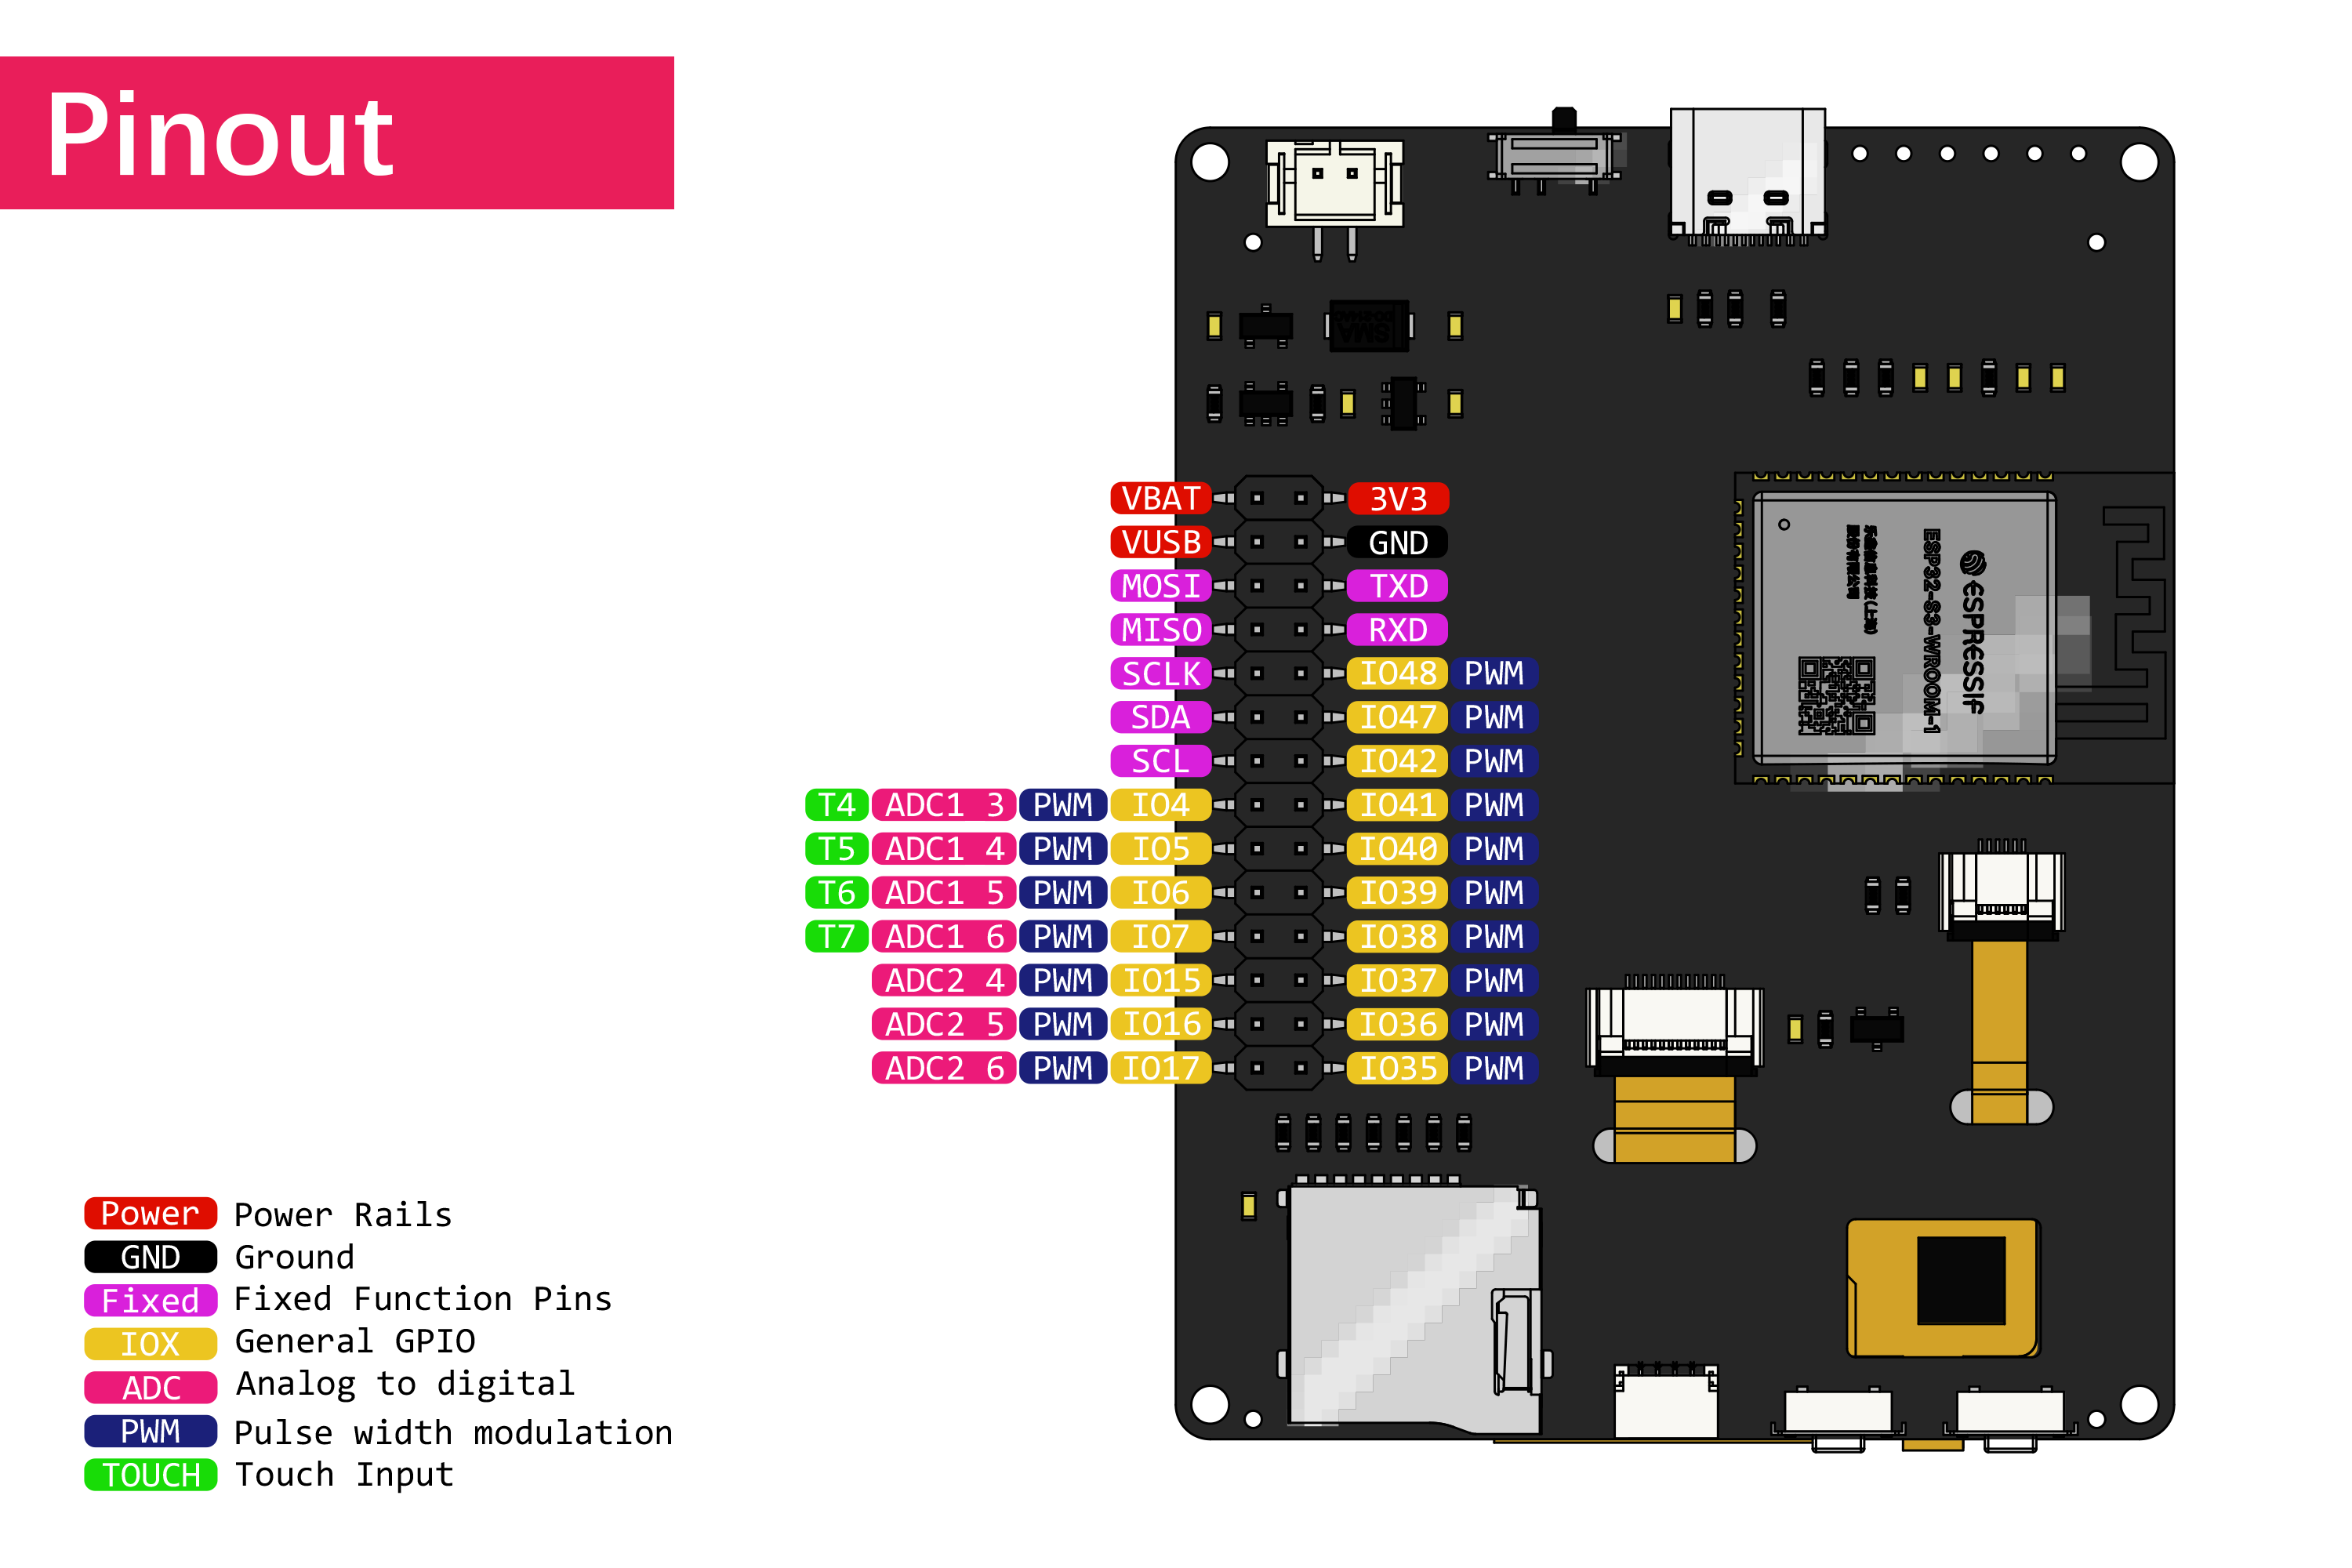 Pinout
VBAT 3V3
VUSB GND
MOSI TXD
MISO RXD
SCLK IO48 PWM
SDA IO47 PWM
SCL IO42 PWM
T4 ADC1 3 PWM IO4 IO41 PWM
T5 ADC1 4 PWM IO5 IO40 PWM
T6 ADC1 5 PWM IO6 IO39 PWM
T7 ADC1 6 PWM IO7 IO38 PWM
ADC2 4 PWM IO15 IO37 PWM
ADC2 5 PWM IO16 IO36 PWM
ADC2 6 PWM IO17 IO35 PWM
SMA
ESPRESSIF
ESP32-S3-WROOM-1
Power Power Rails
GND Ground
Fixed Fixed Function Pins
IOX General GPIO
ADC Analog to digital
PWM Pulse width modulation
TOUCH Touch Input